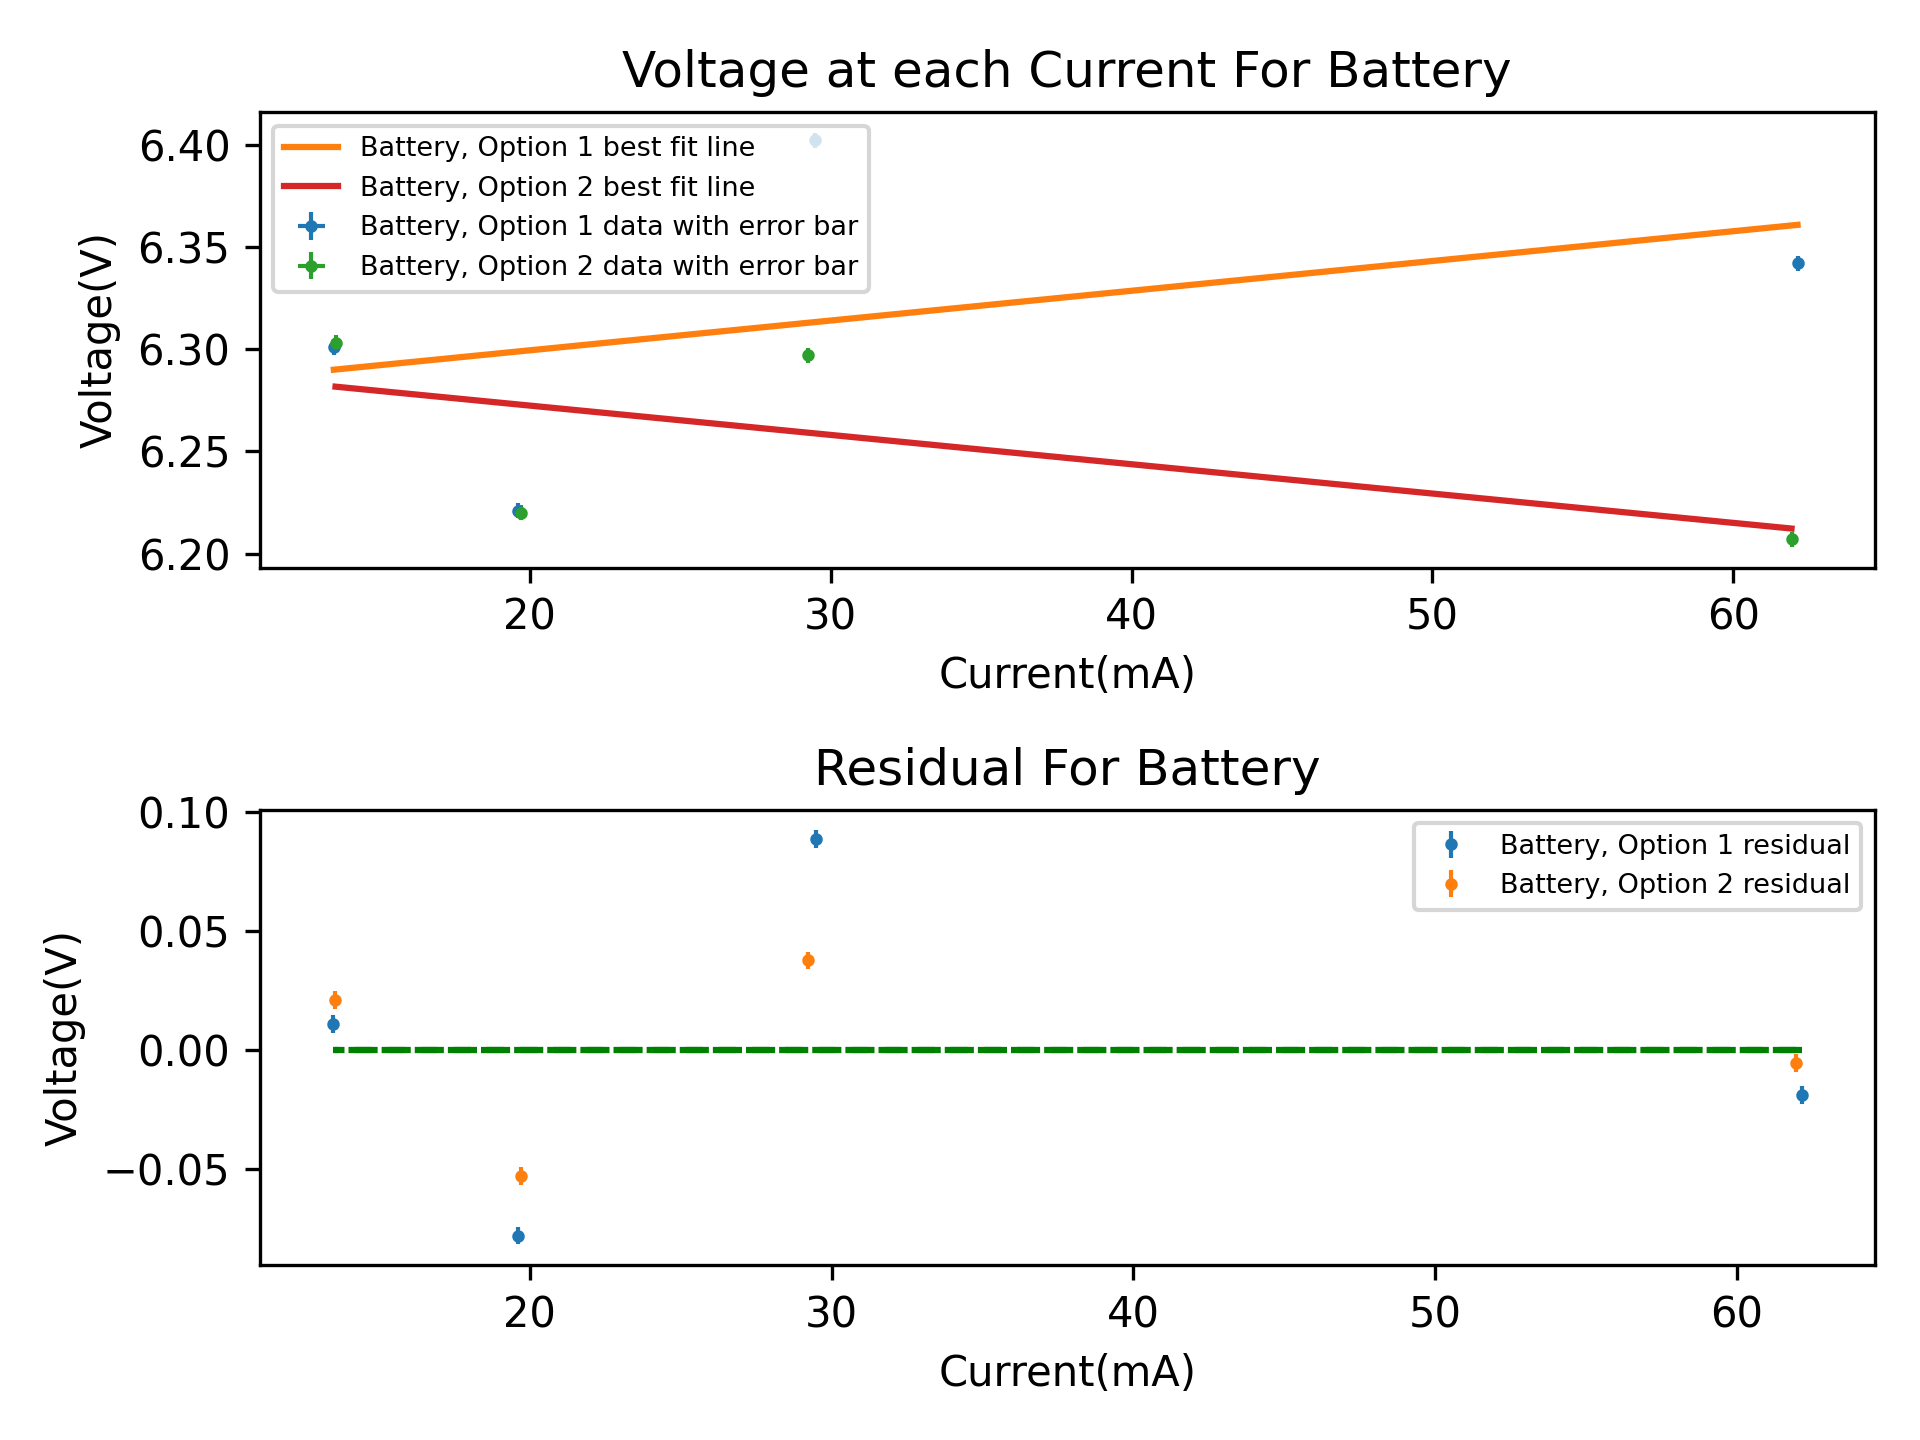 Voltage at each Current For Battery
Battery, Option 1 best fit line
Battery, Option 2 best fit line
Battery, Option 1 data with error bar
Battery, Option 2 data with error bar
Voltage(V)
6.40
6.35
6.30
6.25
6.20
20 30 40 50 60
Current(mA)
Residual For Battery
Battery, Option 1 residual
Battery, Option 2 residual
Voltage(V)
0.10
0.05
0.00
−0.05
20 30 40 50 60
Current(mA)